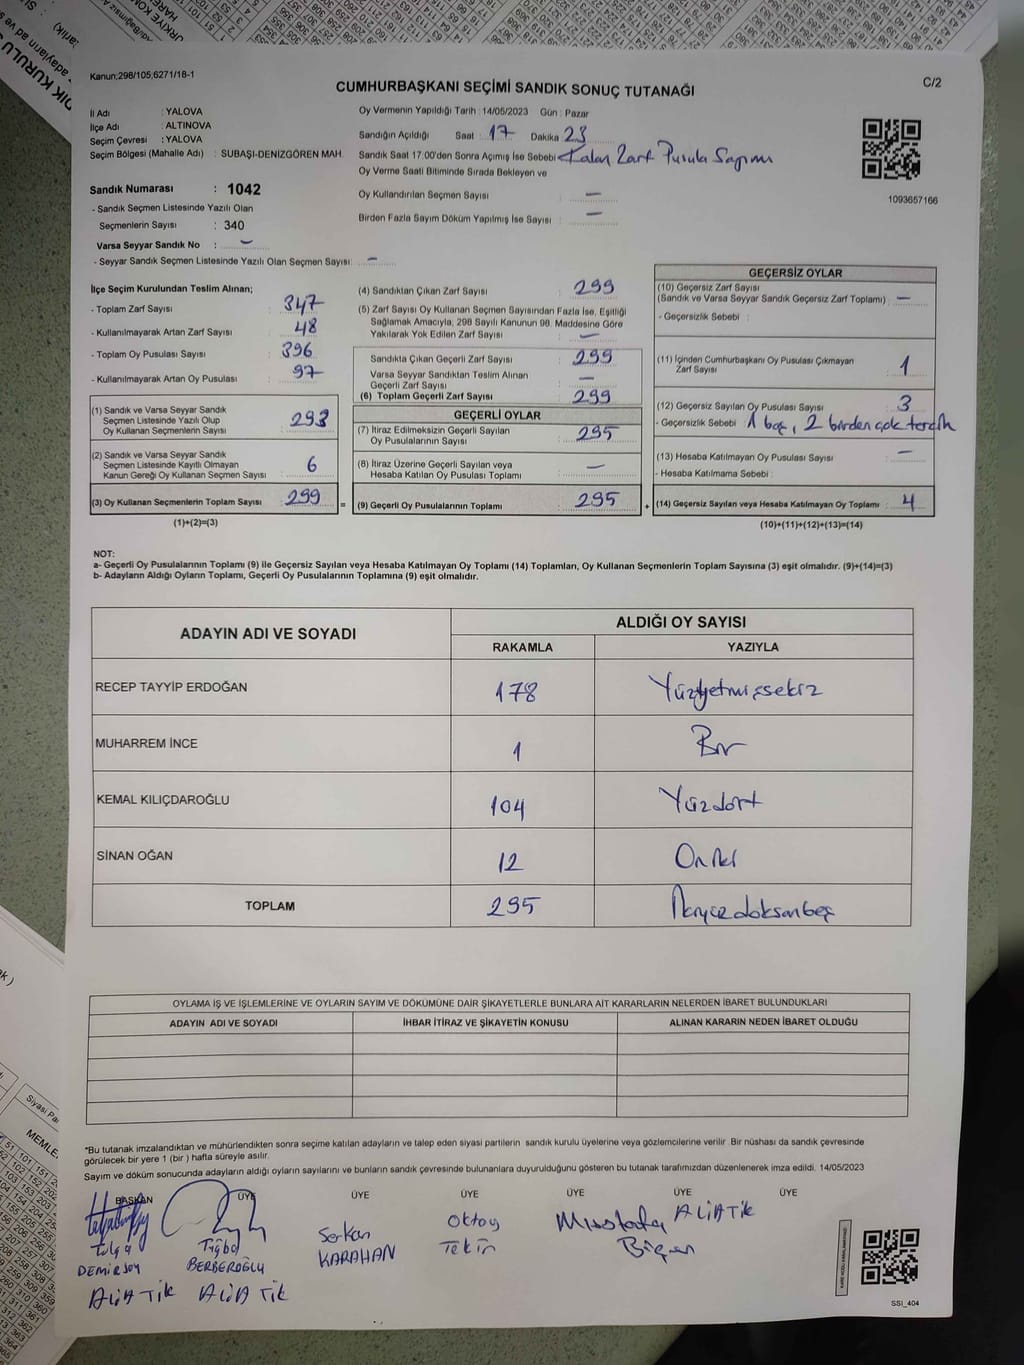 Kanun;298/105,6271/18-1
CUMHURBAŞKANI SEÇİMİ SANDIK SONUÇ TUTANAĞI
C/2
İl Adı : YALOVA
İlçe Adı : ALTINOVA
Seçim Çevresi : YALOVA
Seçim Bölgesi (Mahalle Adı) : SUBAŞI-DENİZGÖREN MAH.
Oy Vermenin Yapıldığı Tarih : 14/05/2023 Gün : Pazar
Sandığın Açıldığı Saat : 17 Dakika : 23
Sandık Saat 17:00'den Sonra Açımış İse Sebebi : Kalan Zarf Pusula Sayımı
Oy Verme Saati Bitiminde Sırada Bekleyen ve
Oy Kullandırılan Seçmen Sayısı : —
Birden Fazla Sayım Döküm Yapılmış İse Sayısı : —
1093657166
Sandık Numarası : 1042
- Sandık Seçmen Listesinde Yazılı Olan
Seçmenlerin Sayısı : 340
Varsa Seyyar Sandık No : —
- Seyyar Sandık Seçmen Listesinde Yazılı Olan Seçmen Sayısı: —
İlçe Seçim Kurulundan Teslim Alınan;
- Toplam Zarf Sayısı : 347
- Kullanılmayarak Artan Zarf Sayısı : 48
- Toplam Oy Pusulası Sayısı : 396
- Kullanılmayarak Artan Oy Pusulası : 97
(1) Sandık ve Varsa Seyyar Sandık
Seçmen Listesinde Yazılı Olup
Oy Kullanan Seçmenlerin Sayısı : 293
(2) Sandık ve Varsa Seyyar Sandık
Seçmen Listesinde Kayıtlı Olmayan
Kanun Gereği Oy Kullanan Seçmen Sayısı : 6
(3) Oy Kullanan Seçmenlerin Toplam Sayısı : 299
(1)+(2)=(3)
(4) Sandıktan Çıkan Zarf Sayısı : 299
(5) Zarf Sayısı Oy Kullanan Seçmen Sayısından Fazla İse, Eşitliği
Sağlamak Amacıyla, 298 Sayılı Kanunun 98. Maddesine Göre
Yakılarak Yok Edilen Zarf Sayısı : —
Sandıkta Çıkan Geçerli Zarf Sayısı : 299
Varsa Seyyar Sandıktan Teslim Alınan
Geçerli Zarf Sayısı : —
(6) Toplam Geçerli Zarf Sayısı : 299
GEÇERLİ OYLAR
(7) İtiraz Edilmeksizin Geçerli Sayılan
Oy Pusulalarının Sayısı : 295
(8) İtiraz Üzerine Geçerli Sayılan veya
Hesaba Katılan Oy Pusulası Toplamı : —
= (9) Geçerli Oy Pusulalarının Toplamı : 295 +
GEÇERSİZ OYLAR
(10) Geçersiz Zarf Sayısı
(Sandık ve Varsa Seyyar Sandık Geçersiz Zarf Toplamı) : —
- Geçersizlik Sebebi :
(11) İçinden Cumhurbaşkanı Oy Pusulası Çıkmayan
Zarf Sayısı : 1
(12) Geçersiz Sayılan Oy Pusulası Sayısı : 3
- Geçersizlik Sebebi : 1 boş, 2 birden çok tercih
(13) Hesaba Katılmayan Oy Pusulası Sayısı : —
- Hesaba Katılmama Sebebi :
(14) Geçersiz Sayılan veya Hesaba Katılmayan Oy Toplamı : 4
(10)+(11)+(12)+(13)=(14)
NOT:
a- Geçerli Oy Pusulalarının Toplamı (9) ile Geçersiz Sayılan veya Hesaba Katılmayan Oy Toplamı (14) Toplamları, Oy Kullanan Seçmenlerin Toplam Sayısına (3) eşit olmalıdır. (9)+(14)=(3)
b- Adayların Aldığı Oyların Toplamı, Geçerli Oy Pusulalarının Toplamına (9) eşit olmalıdır.
ADAYIN ADI VE SOYADI ALDIĞI OY SAYISI
RAKAMLA YAZIYLA
RECEP TAYYİP ERDOĞAN 178 Yüzyetmişsekiz
MUHARREM İNCE 1 Bir
KEMAL KILIÇDAROĞLU 104 Yüzdört
SİNAN OĞAN 12 Oniki
TOPLAM 295 İkiyüzdoksanbeş
OYLAMA İŞ VE İŞLEMLERİNE VE OYLARIN SAYIM VE DÖKÜMÜNE DAİR ŞİKAYETLERLE BUNLARA AİT KARARLARIN NELERDEN İBARET BULUNDUKLARI
ADAYIN ADI VE SOYADI İHBAR İTİRAZ VE ŞİKAYETİN KONUSU ALINAN KARARIN NEDEN İBARET OLDUĞU
*Bu tutanak imzalandıktan ve mühürlendikten sonra seçime katılan adayların ve talep eden siyasi partilerin sandık kurulu üyelerine veya gözlemcilerine verilir. Bir nüshası da sandık çevresinde
görülecek bir yere 1 (bir ) hafta süreyle asılır.
Sayım ve döküm sonucunda adayların aldığı oyların sayılarını ve bunların sandık çevresinde bulunanlara duyurulduğunu gösteren bu tutanak tarafımızdan düzenlenerek imza edildi. 14/05/2023
BAŞKAN ÜYE ÜYE ÜYE ÜYE ÜYE ÜYE
Tolga DEMİRSOY
Tuğba BERBEROĞLU
Serkan KARAHAN
Oktay Tekin
Mustafa
ALİ ATİK
ALİ ATİK ALİ ATİK
SSI_404